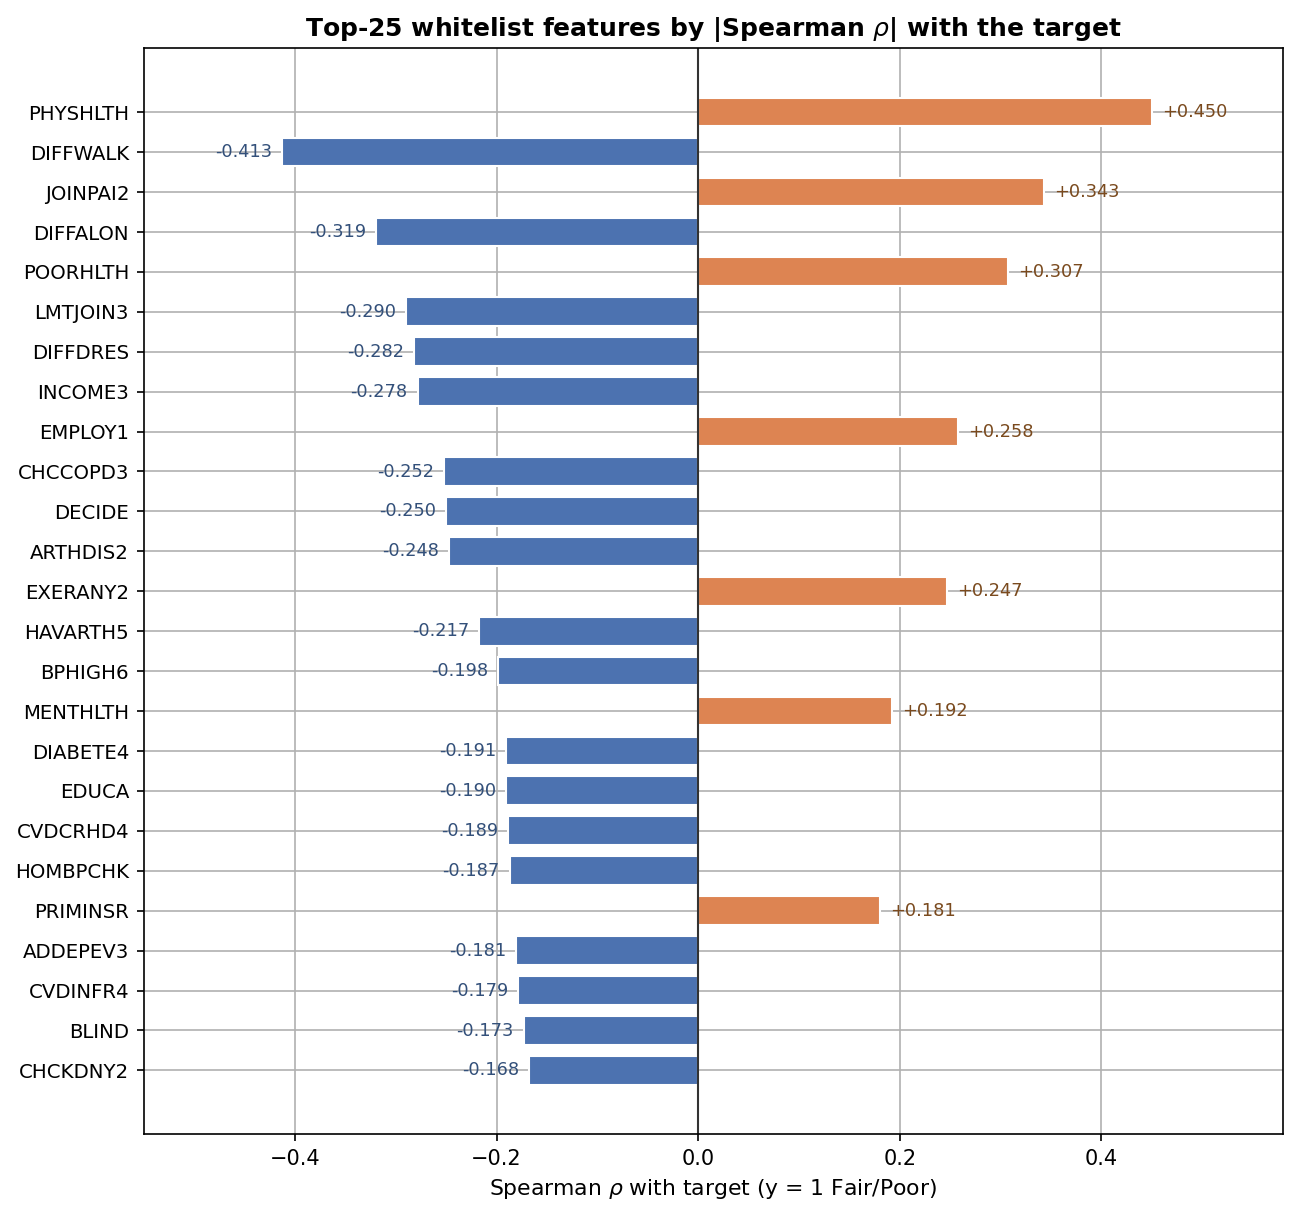 Top-25 whitelist features by |Spearman ρ| with the target
PHYSHLTH +0.450
DIFFWALK -0.413
JOINPAI2 +0.343
DIFFALON -0.319
POORHLTH +0.307
LMTJOIN3 -0.290
DIFFDRES -0.282
INCOME3 -0.278
EMPLOY1 +0.258
CHCCOPD3 -0.252
DECIDE -0.250
ARTHDIS2 -0.248
EXERANY2 +0.247
HAVARTH5 -0.217
BPHIGH6 -0.198
MENTHLTH +0.192
DIABETE4 -0.191
EDUCA -0.190
CVDCRHD4 -0.189
HOMBPCHK -0.187
PRIMINSR +0.181
ADDEPEV3 -0.181
CVDINFR4 -0.179
BLIND -0.173
CHCKDNY2 -0.168
−0.4 −0.2 0.0 0.2 0.4
Spearman ρ with target (y = 1 Fair/Poor)